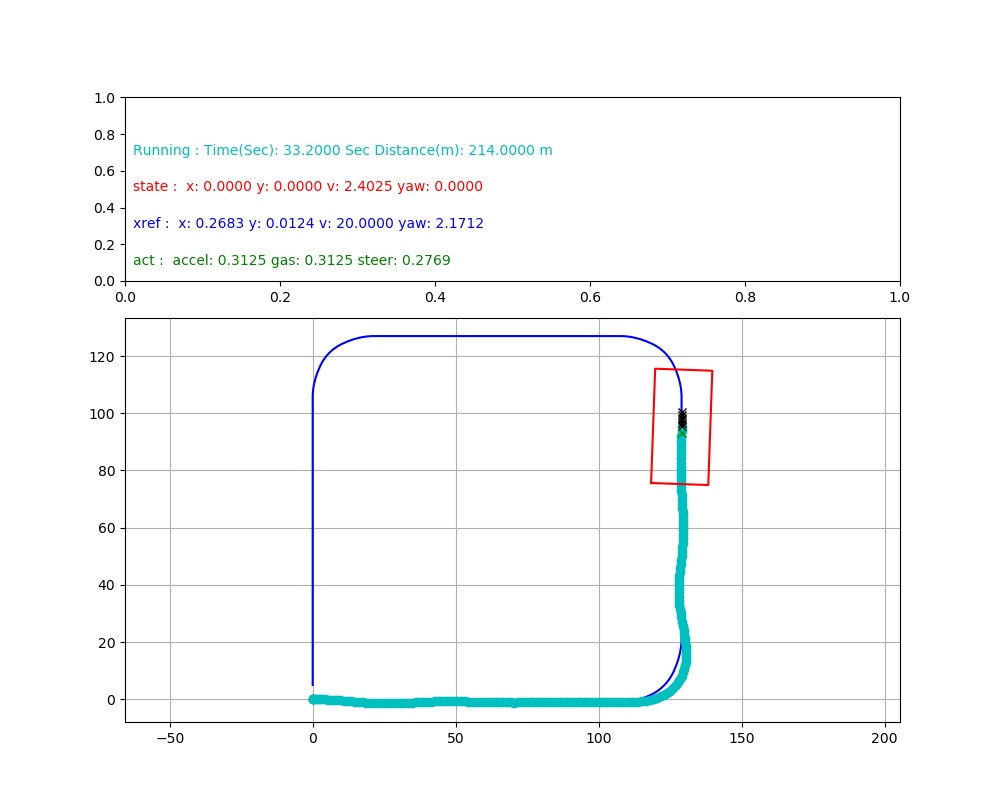 1.0
0.8
Running : Time(Sec): 33.2000 Sec Distance(m): 214.0000 m
0.6
state :  x: 0.0000 y: 0.0000 v: 2.4025 yaw: 0.0000
0.4
xref :  x: 0.2683 y: 0.0124 v: 20.0000 yaw: 2.1712
0.2
act :  accel: 0.3125 gas: 0.3125 steer: 0.2769
0.0
0.0 0.2 0.4 0.6 0.8 1.0
120
100
80
60
40
20
0
−50 0 50 100 150 200